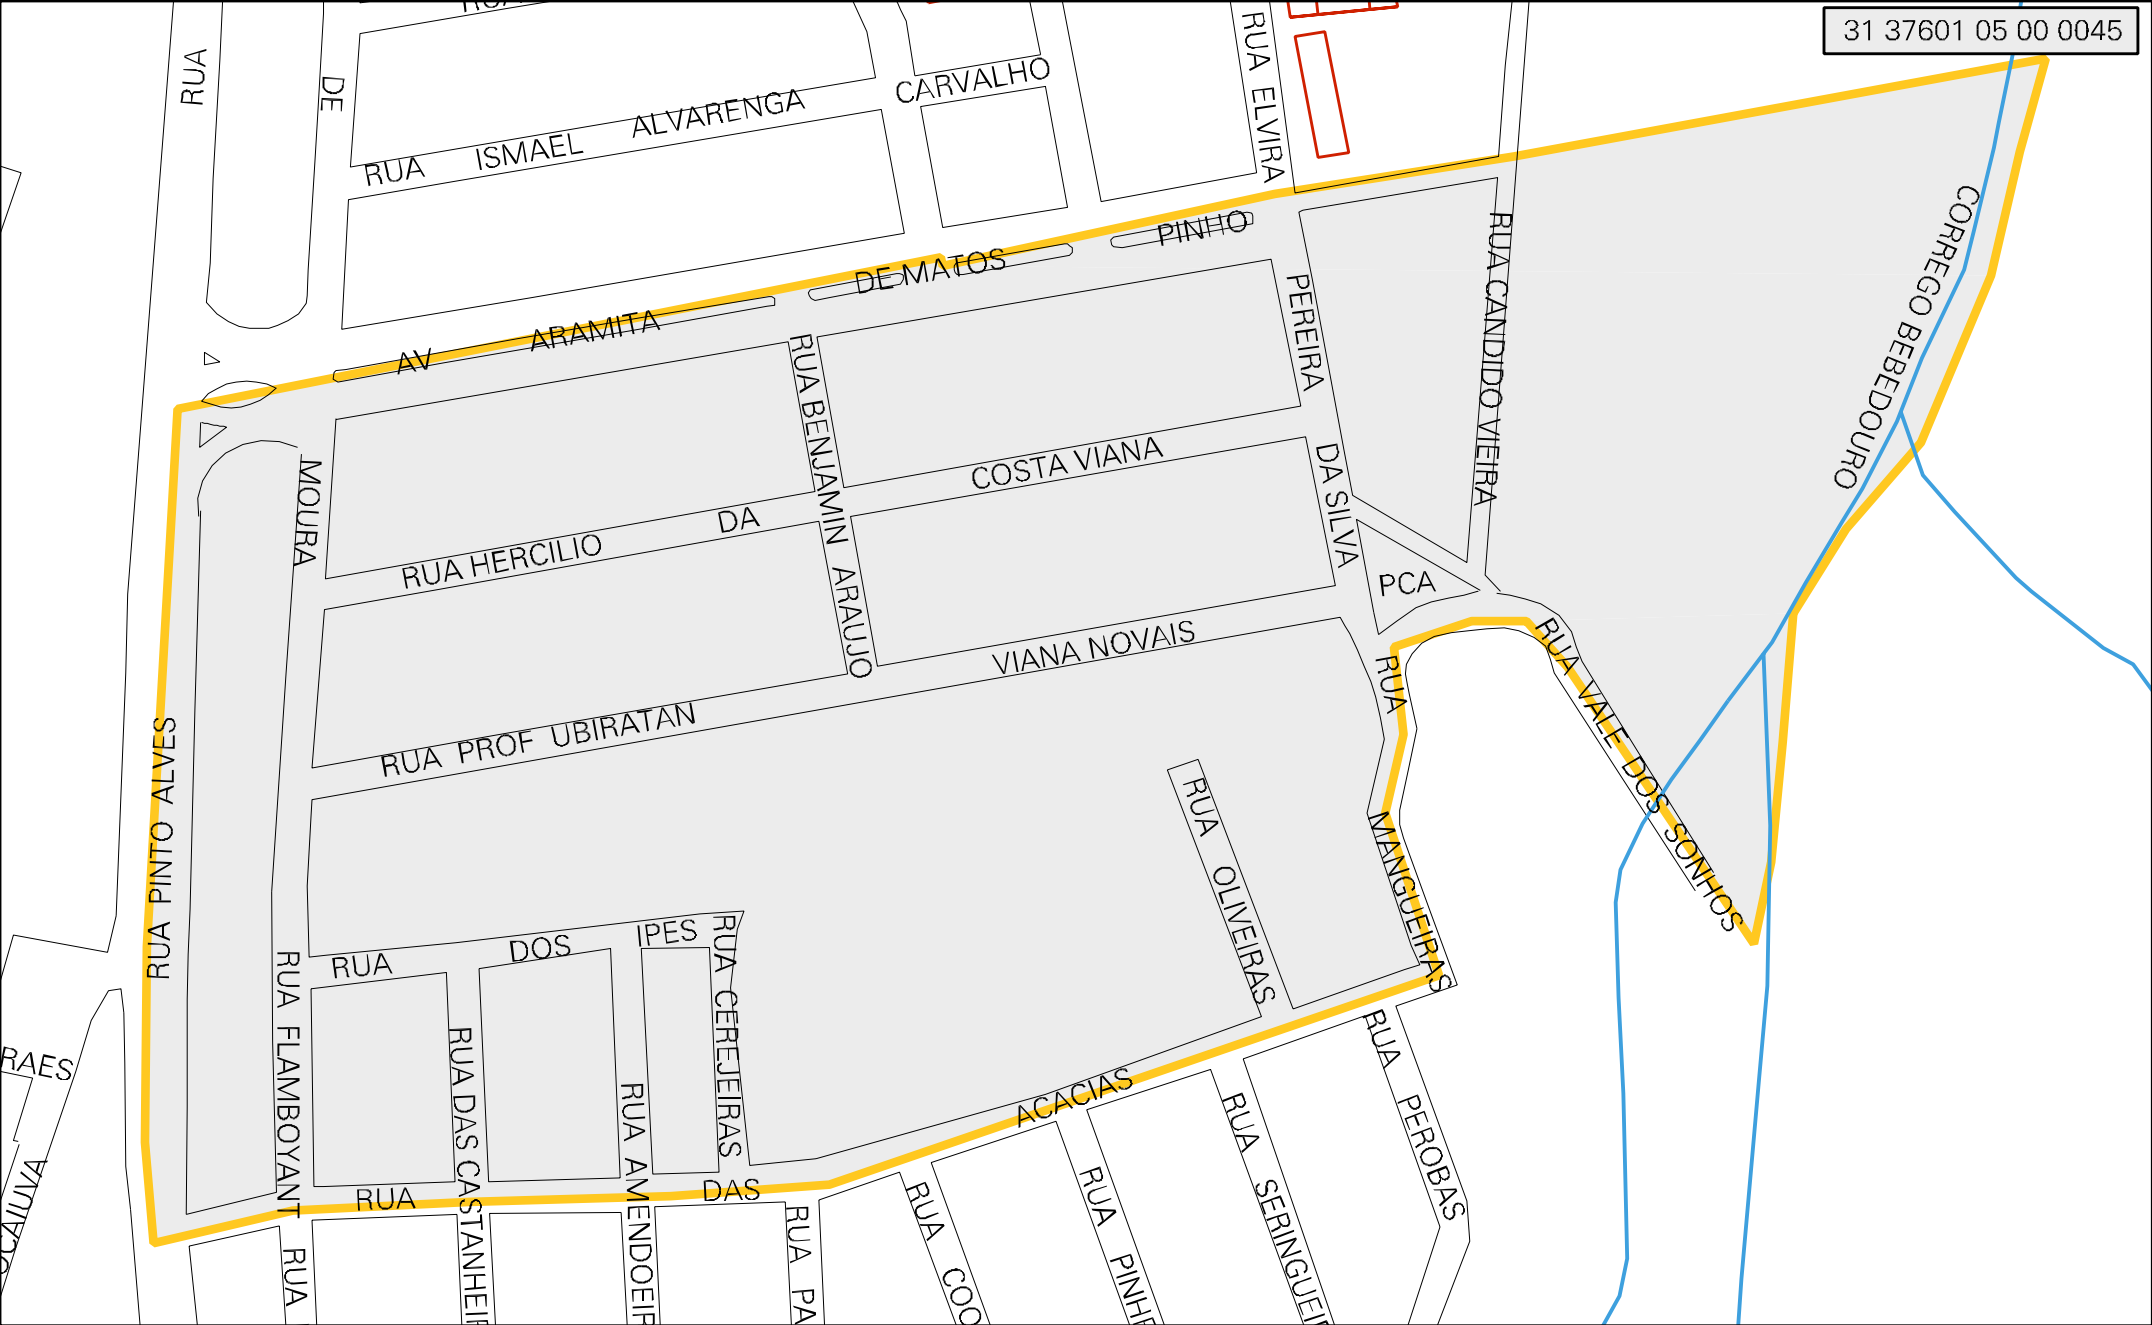 31 37601 05 00 0045
RUA
DE
RUA ISMAEL ALVARENGA
CARVALHO
RUA ELVIRA
PEREIRA
DA SILVA
AV ARAMITA DE MATOS PINHO
RUA CANDIDO VIEIRA
CORREGO BEBEDOURO
MOURA
RUA BENJAMIN ARAUJO
RUA HERCILIO DA COSTA VIANA
PCA
RUA PROF UBIRATAN VIANA NOVAIS
RUA VALE DOS SONHOS
RUA MANGUEIRAS
RUA PINTO ALVES
RUA OLIVEIRAS
RUA DOS IPES
RUA CEREJEIRAS
RUA FLAMBOYANT
RUA DAS CASTANHEI
RUA AMENDOEIR
RUA DAS ACACIAS
RAES
OCAIUVA
RUA
RUA PA
RUA COO
RUA PINHE
RUA SERINGUEI
RUA PEROBAS